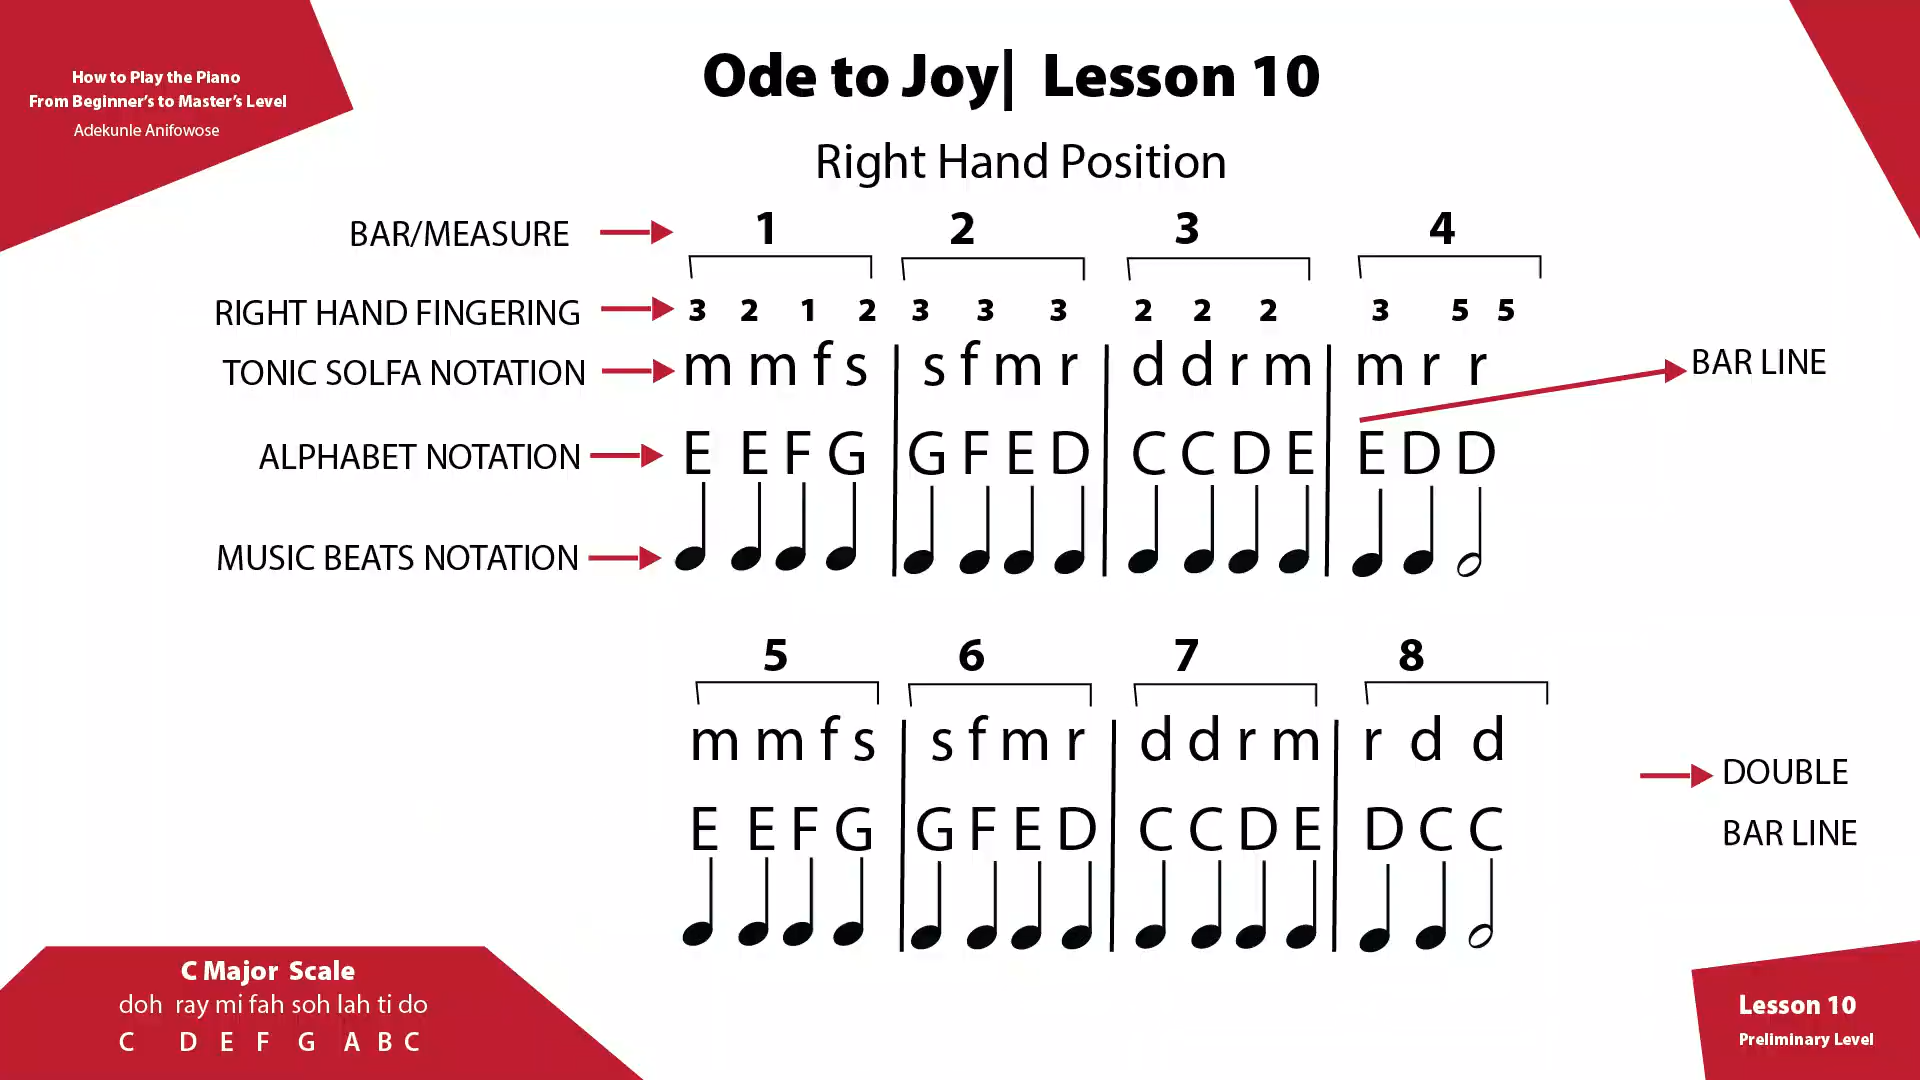 How to Play the Piano
From Beginner's to Master's Level
Adekunle Anifowose
Ode to Joy| Lesson 10
Right Hand Position
BAR/MEASURE 1 2 3 4
RIGHT HAND FINGERING 3 2 1 2 3 3 3 2 2 2 3 5 5
TONIC SOLFA NOTATION m m f s s f m r d d r m m r r BAR LINE
ALPHABET NOTATION E E F G G F E D C C D E E D D
MUSIC BEATS NOTATION
5 6 7 8
m m f s s f m r d d r m r d d
E E F G G F E D C C D E D C C
DOUBLE
BAR LINE
C Major Scale
doh ray mi fah soh lah ti do
C D E F G A B C
Lesson 10
Preliminary Level